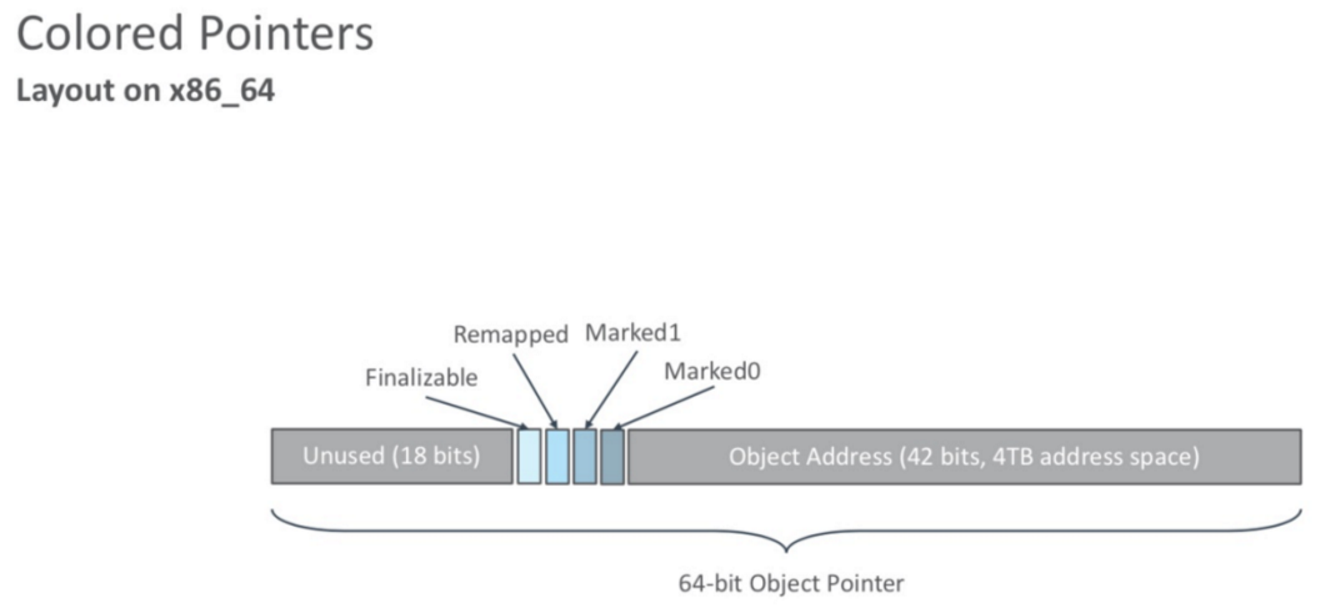 Colored Pointers
Layout on x86_64
Remapped Marked1
Finalizable
Marked0
Unused (18 bits)
Object Address (42 bits, 4TB address space)
64-bit Object Pointer